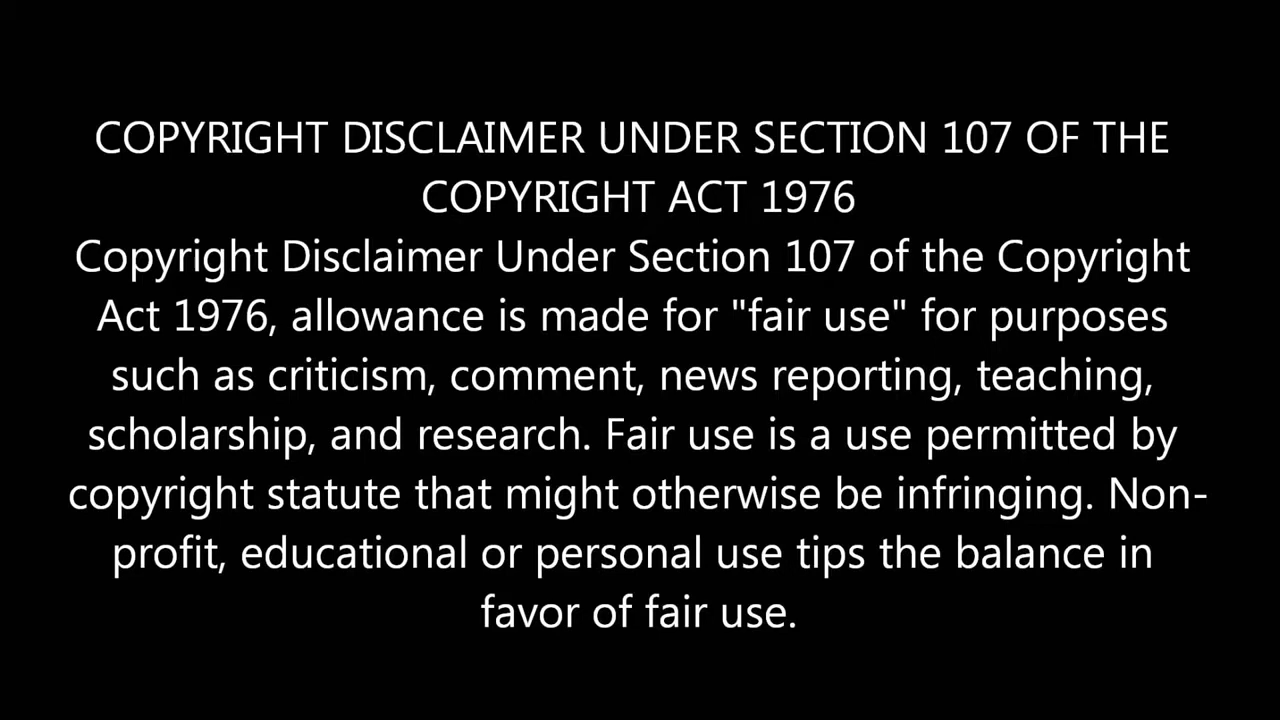 COPYRIGHT DISCLAIMER UNDER SECTION 107 OF THE
COPYRIGHT ACT 1976
Copyright Disclaimer Under Section 107 of the Copyright
Act 1976, allowance is made for "fair use" for purposes
such as criticism, comment, news reporting, teaching,
scholarship, and research. Fair use is a use permitted by
copyright statute that might otherwise be infringing. Non-
profit, educational or personal use tips the balance in
favor of fair use.